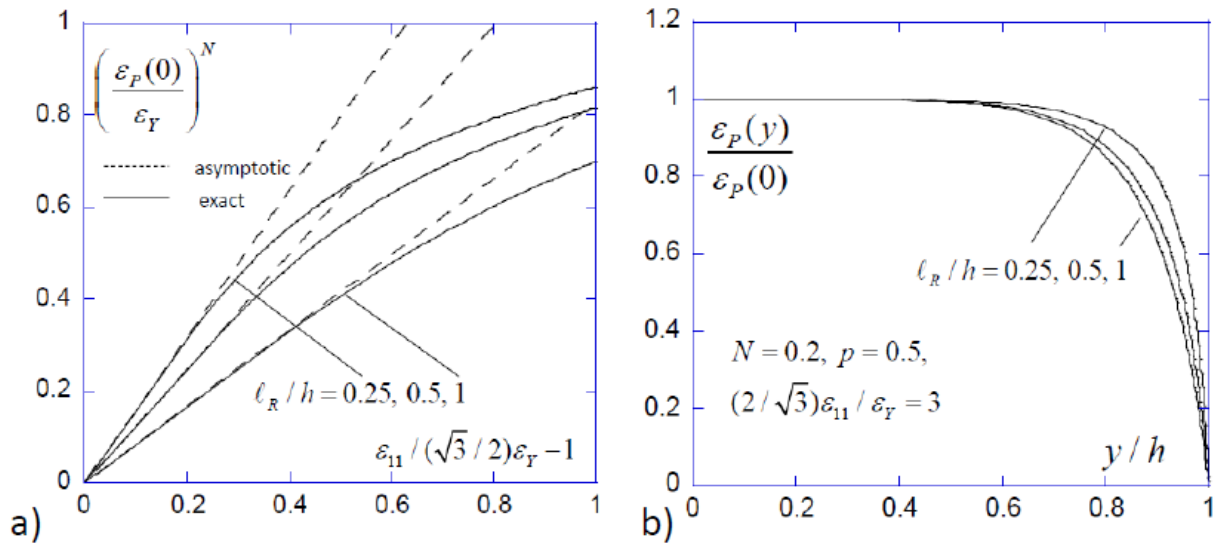 1
0.8
0.6
0.4
0.2
0
0 0.2 0.4 0.6 0.8 1
(ε_P(0)/ε_Y)^N
asymptotic
exact
ℓ_R / h = 0.25, 0.5, 1
ε_11 / (√3 / 2)ε_Y − 1
a)
1.2
1
0.8
0.6
0.4
0.2
0
0 0.2 0.4 0.6 0.8 1
ε_P(y)
ε_P(0)
ℓ_R / h = 0.25, 0.5, 1
N = 0.2, p = 0.5,
(2 / √3)ε_11 / ε_Y = 3
y / h
b)